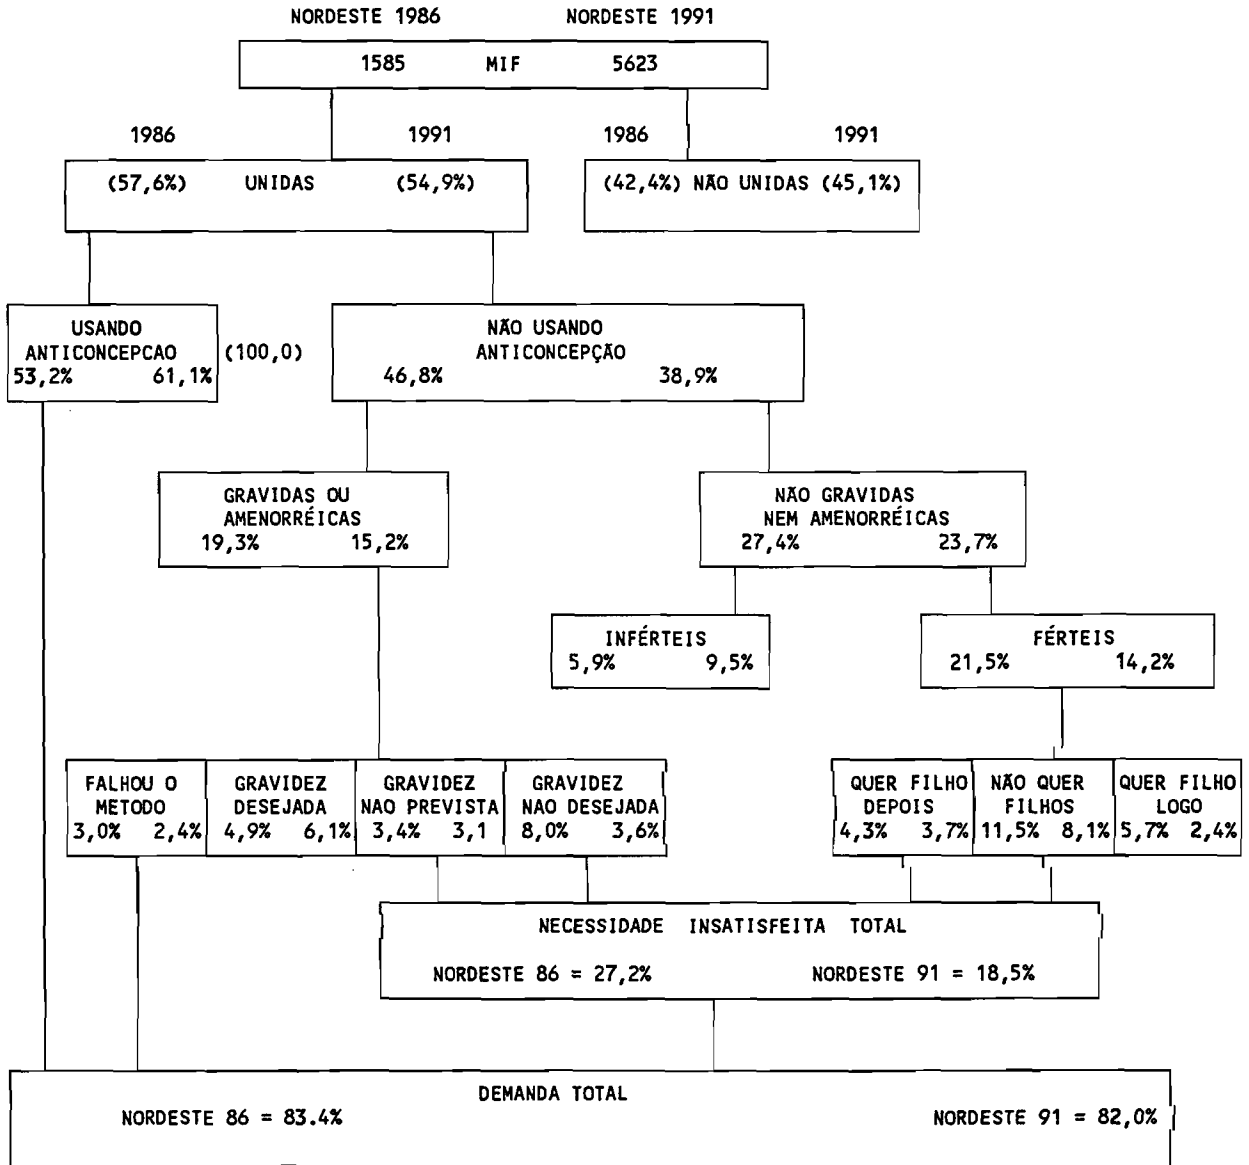 NORDESTE 1986 NORDESTE 1991
1585 MIF 5623
1986 1991 1986 1991
(57,6%) UNIDAS (54,9%) (42,4%) NÃO UNIDAS (45,1%)
USANDO
ANTICONCEPCAO (100,0)
53,2% 61,1%
NÃO USANDO
ANTICONCEPÇÃO
46,8% 38,9%
GRAVIDAS OU
AMENORRÉICAS
19,3% 15,2%
NÃO GRAVIDAS
NEM AMENORRÉICAS
27,4% 23,7%
INFÉRTEIS
5,9% 9,5%
FÉRTEIS
21,5% 14,2%
FALHOU O
METODO
3,0% 2,4%
GRAVIDEZ
DESEJADA
4,9% 6,1%
GRAVIDEZ
NAO PREVISTA
3,4% 3,1
GRAVIDEZ
NAO DESEJADA
8,0% 3,6%
QUER FILHO
DEPOIS
4,3% 3,7%
NÃO QUER
FILHOS
11,5% 8,1%
QUER FILHO
LOGO
5,7% 2,4%
NECESSIDADE INSATISFEITA TOTAL
NORDESTE 86 = 27,2% NORDESTE 91 = 18,5%
DEMANDA TOTAL
NORDESTE 86 = 83.4% NORDESTE 91 = 82,0%